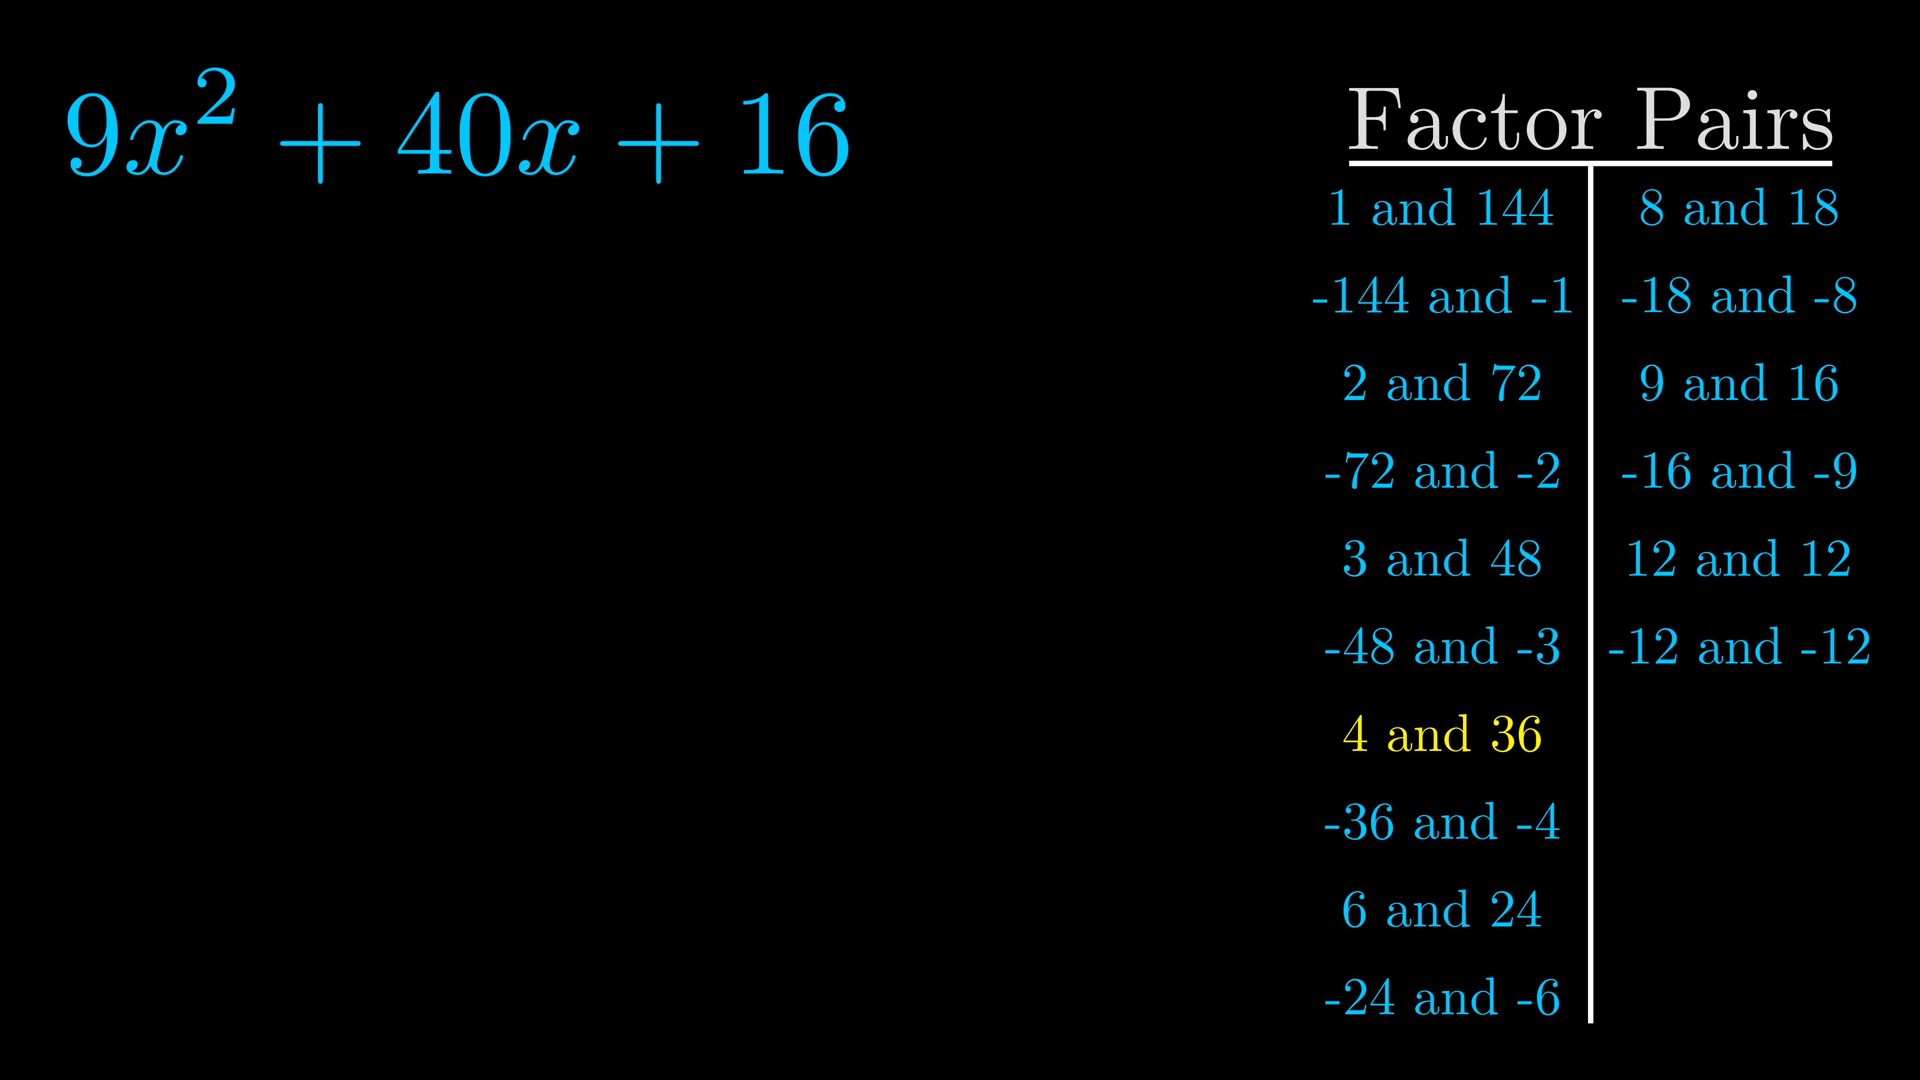 9x² + 40x + 16
Factor Pairs
1 and 144
-144 and -1
2 and 72
-72 and -2
3 and 48
-48 and -3
4 and 36
-36 and -4
6 and 24
-24 and -6
8 and 18
-18 and -8
9 and 16
-16 and -9
12 and 12
-12 and -12